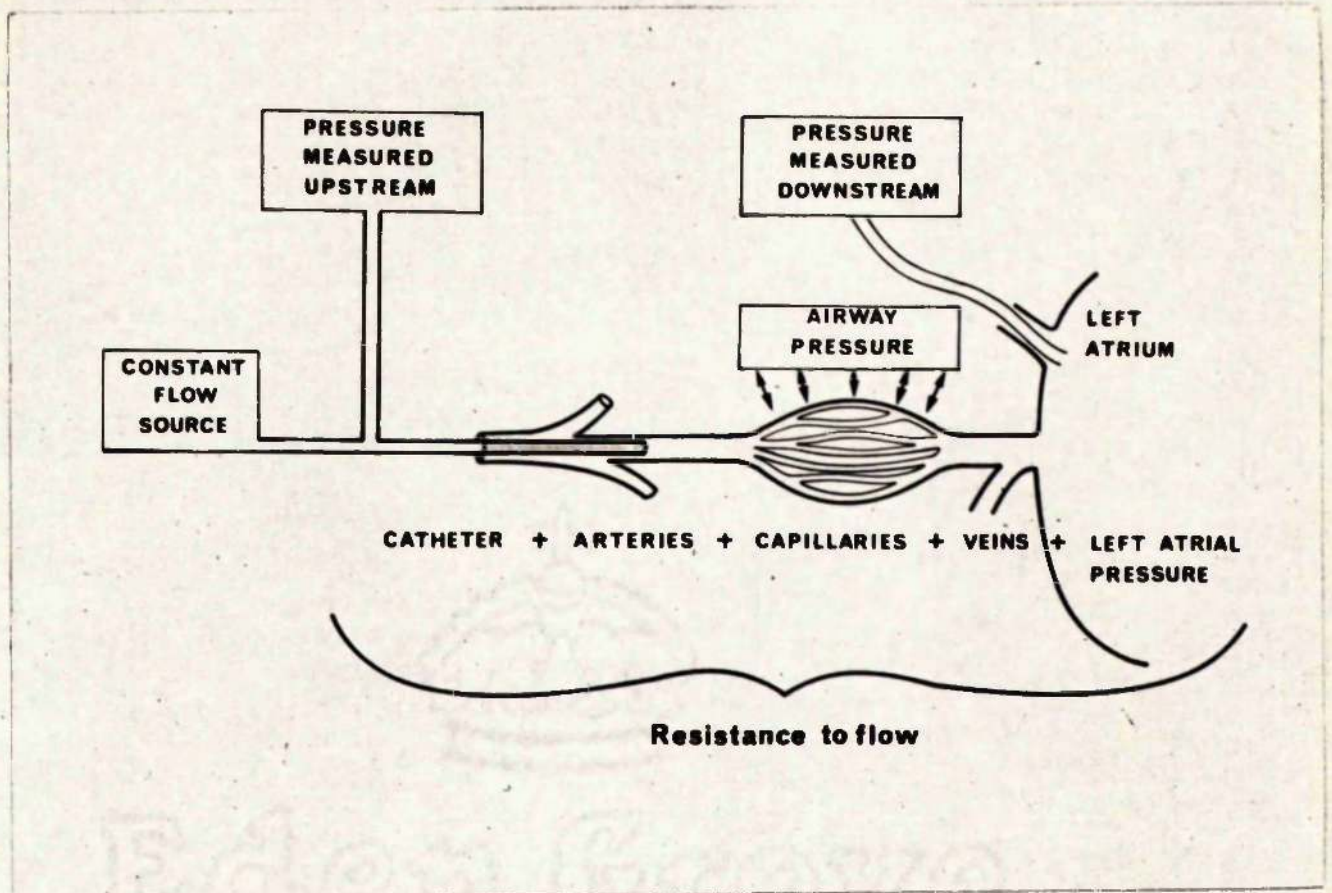 PRESSURE
MEASURED
UPSTREAM
PRESSURE
MEASURED
DOWNSTREAM
AIRWAY
PRESSURE
LEFT
ATRIUM
CONSTANT
FLOW
SOURCE
CATHETER + ARTERIES + CAPILLARIES + VEINS + LEFT ATRIAL
PRESSURE
Resistance to flow